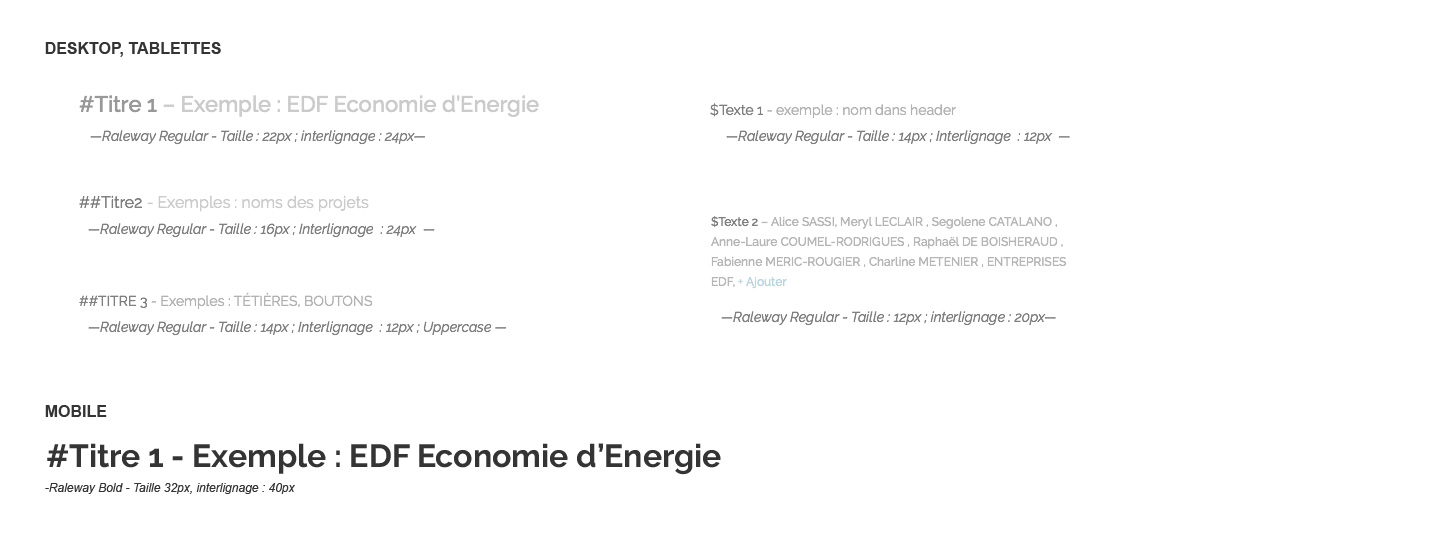 DESKTOP, TABLETTES
#Titre 1 – Exemple : EDF Economie d’Energie
—Raleway Regular - Taille : 22px ; interlignage : 24px—
##Titre2 - Exemples : noms des projets
—Raleway Regular - Taille : 16px ; Interlignage : 24px —
##TITRE 3 - Exemples : TÉTIÈRES, BOUTONS
—Raleway Regular - Taille : 14px ; Interlignage : 12px ; Uppercase —
$Texte 1 - exemple : nom dans header
—Raleway Regular - Taille : 14px ; Interlignage : 12px —
$Texte 2 – Alice SASSI, Meryl LECLAIR , Segolene CATALANO ,
Anne-Laure COUMEL-RODRIGUES , Raphaël DE BOISHERAUD ,
Fabienne MERIC-ROUGIER , Charline METENIER , ENTREPRISES
EDF, + Ajouter
—Raleway Regular - Taille : 12px ; interlignage : 20px—
MOBILE
#Titre 1 - Exemple : EDF Economie d’Energie
-Raleway Bold - Taille 32px, interlignage : 40px